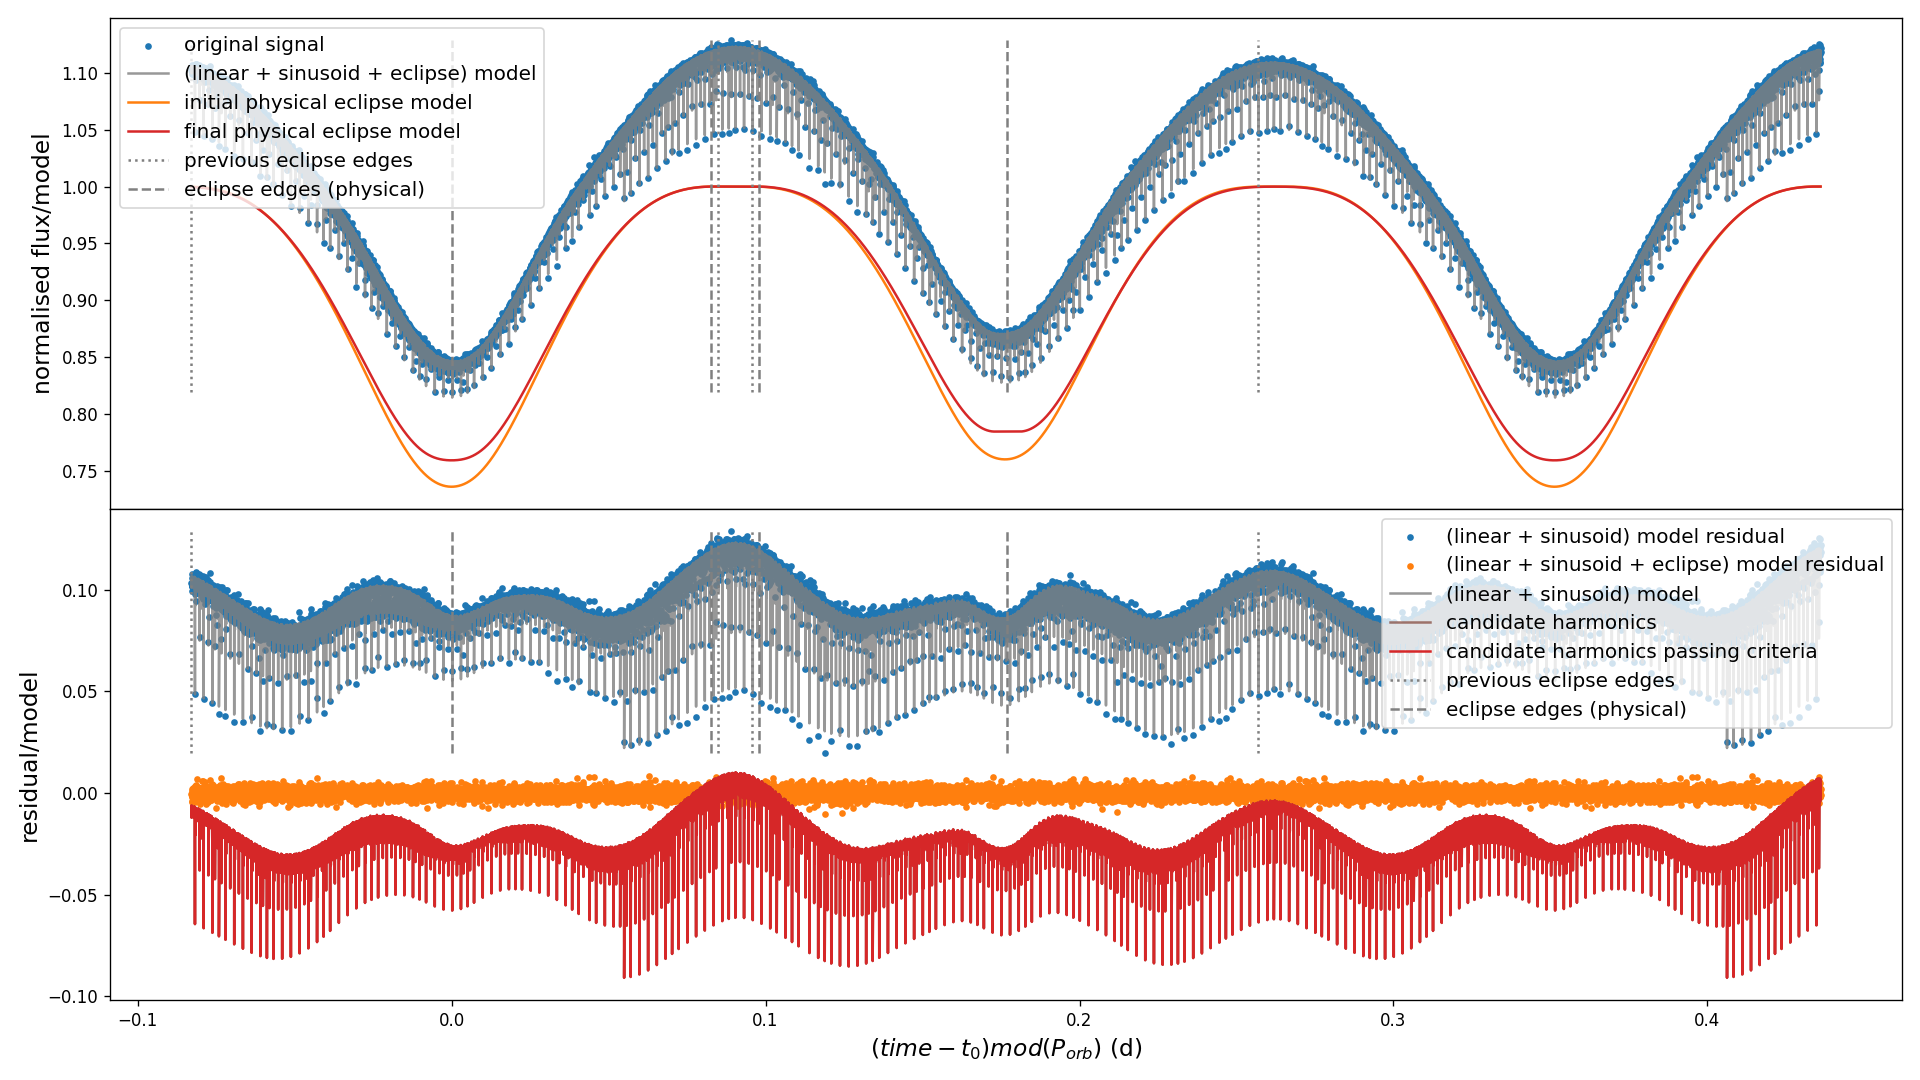 normalised flux/model
1.10
1.05
1.00
0.95
0.90
0.85
0.80
0.75
original signal
(linear + sinusoid + eclipse) model
initial physical eclipse model
final physical eclipse model
previous eclipse edges
eclipse edges (physical)
residual/model
0.10
0.05
0.00
−0.05
−0.10
(linear + sinusoid) model residual
(linear + sinusoid + eclipse) model residual
(linear + sinusoid) model
candidate harmonics
candidate harmonics passing criteria
previous eclipse edges
eclipse edges (physical)
−0.1 0.0 0.1 0.2 0.3 0.4
(time − t₀)mod(Pₒᵣb) (d)